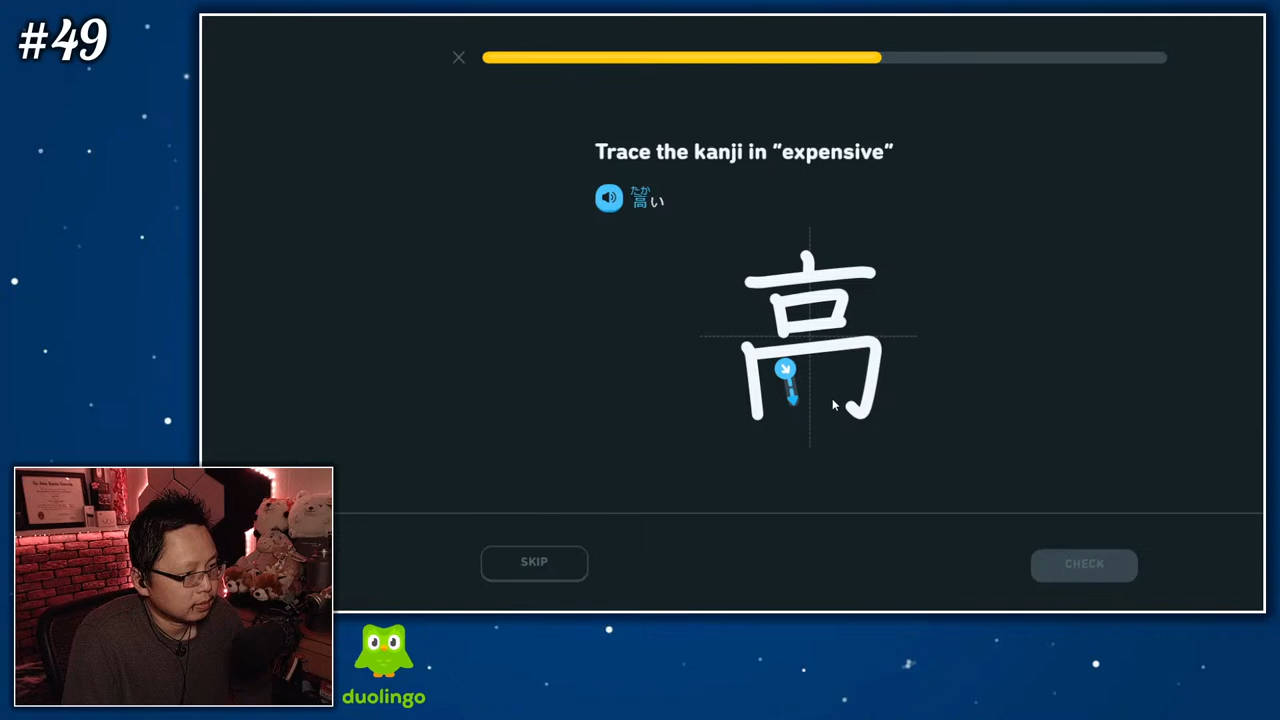 #49
Trace the kanji in “expensive”
たか
高い
高
SKIP
CHECK
duolingo